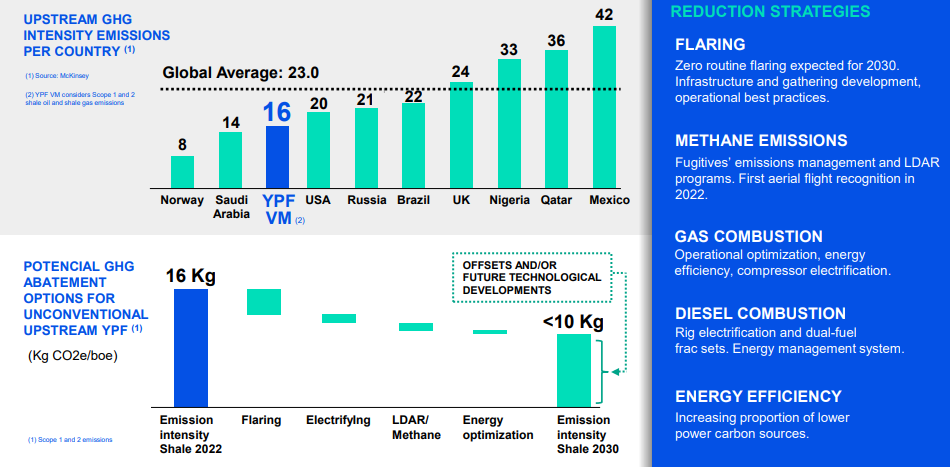 UPSTREAM GHG
INTENSITY EMISSIONS
PER COUNTRY (1)
(1) Source: McKinsey
(2) YPF VM considers Scope 1 and 2
shale oil and shale gas emissions
Global Average: 23.0
8
14
16
20
21
22
24
33
36
42
Norway
Saudi
Arabia
YPF
VM (2)
USA
Russia
Brazil
UK
Nigeria
Qatar
Mexico
POTENCIAL GHG
ABATEMENT
OPTIONS FOR
UNCONVENTIONAL
UPSTREAM YPF (1)
(Kg CO2e/boe)
(1) Scope 1 and 2 emissions
16 Kg
OFFSETS AND/OR
FUTURE TECHNOLOGICAL
DEVELOPMENTS
<10 Kg
Emission
intensity
Shale 2022
Flaring
Electrifylng
LDAR/
Methane
Energy
optimization
Emission
intensity
Shale 2030
REDUCTION STRATEGIES
FLARING
Zero routine flaring expected for 2030.
Infrastructure and gathering development,
operational best practices.
METHANE EMISSIONS
Fugitives' emissions management and LDAR
programs. First aerial flight recognition in
2022.
GAS COMBUSTION
Operational optimization, energy
efficiency, compressor electrification.
DIESEL COMBUSTION
Rig electrification and dual-fuel
frac sets. Energy management system.
ENERGY EFFICIENCY
Increasing proportion of lower
power carbon sources.